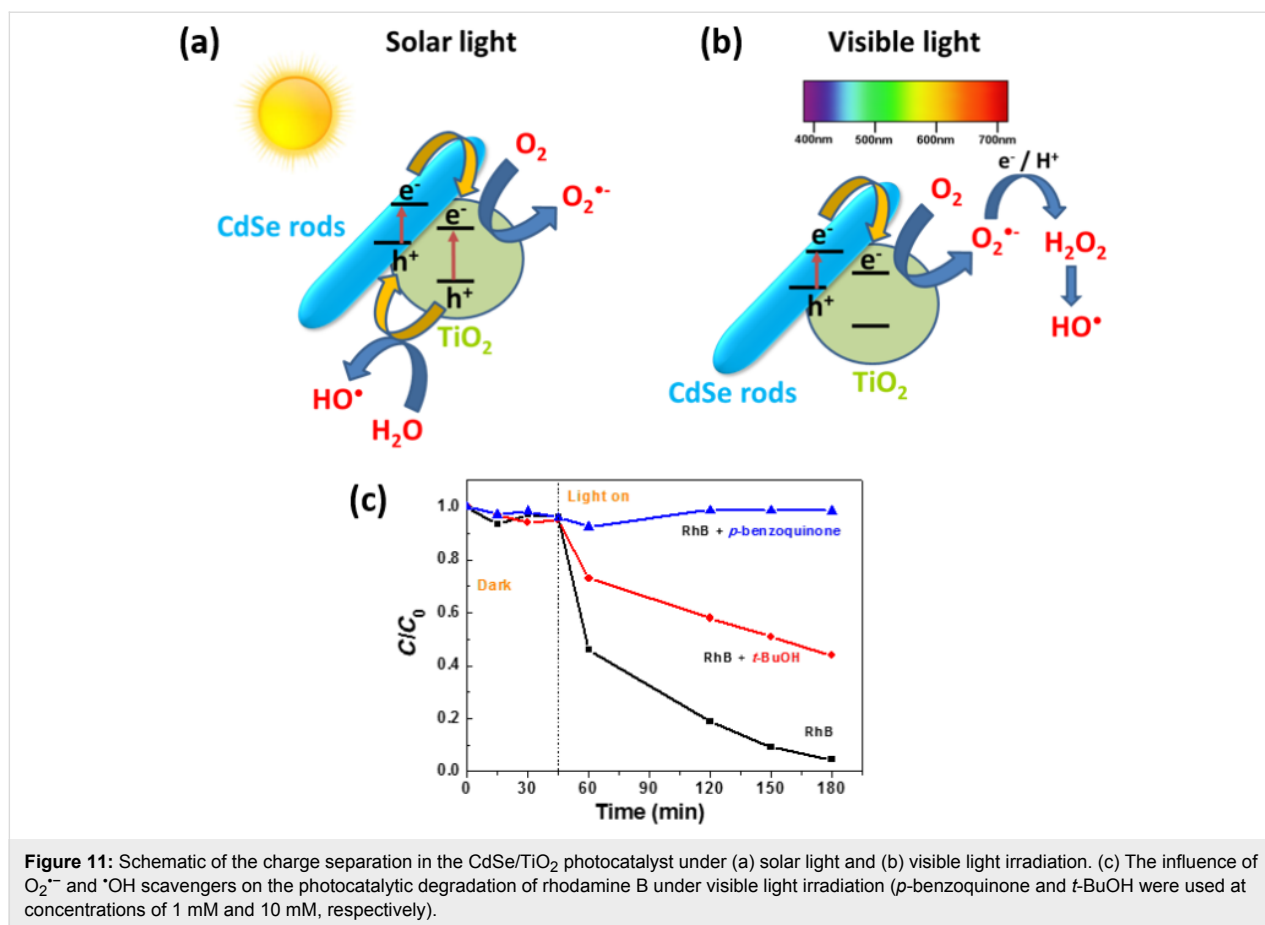 (a) Solar light
(b) Visible light
400nm 500nm 600nm 700nm
O₂
O₂•-
e-
e-
CdSe rods
h+
h+
TiO₂
HO•
H₂O
e- / H+
O₂
O₂•-
H₂O₂
e-
e-
h+
HO•
TiO₂
CdSe rods
(c)
Light on
Dark
RhB + p-benzoquinone
RhB + t-BuOH
RhB
C/C₀
1.0
0.8
0.6
0.4
0.2
0.0
0 30 60 90 120 150 180
Time (min)
Figure 11: Schematic of the charge separation in the CdSe/TiO₂ photocatalyst under (a) solar light and (b) visible light irradiation. (c) The influence of
O₂•− and •OH scavengers on the photocatalytic degradation of rhodamine B under visible light irradiation (p-benzoquinone and t-BuOH were used at
concentrations of 1 mM and 10 mM, respectively).